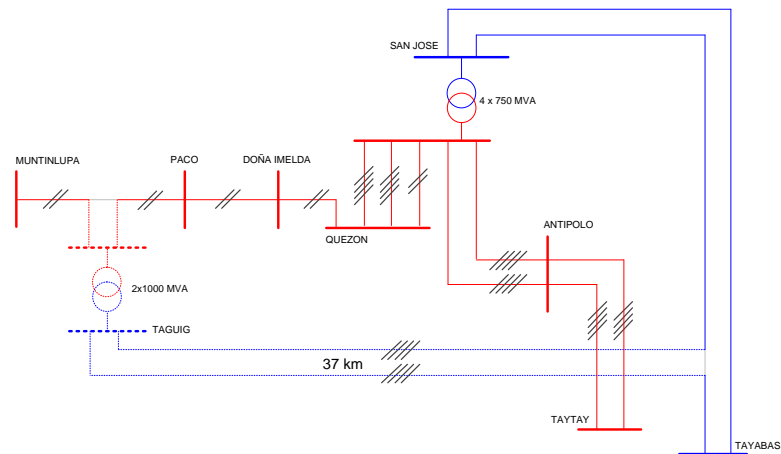 SAN JOSE
4 x 750 MVA
MUNTINLUPA
PACO
DOÑA IMELDA
ANTIPOLO
QUEZON
2x1000 MVA
TAGUIG
37 km
TAYTAY
TAYABAS